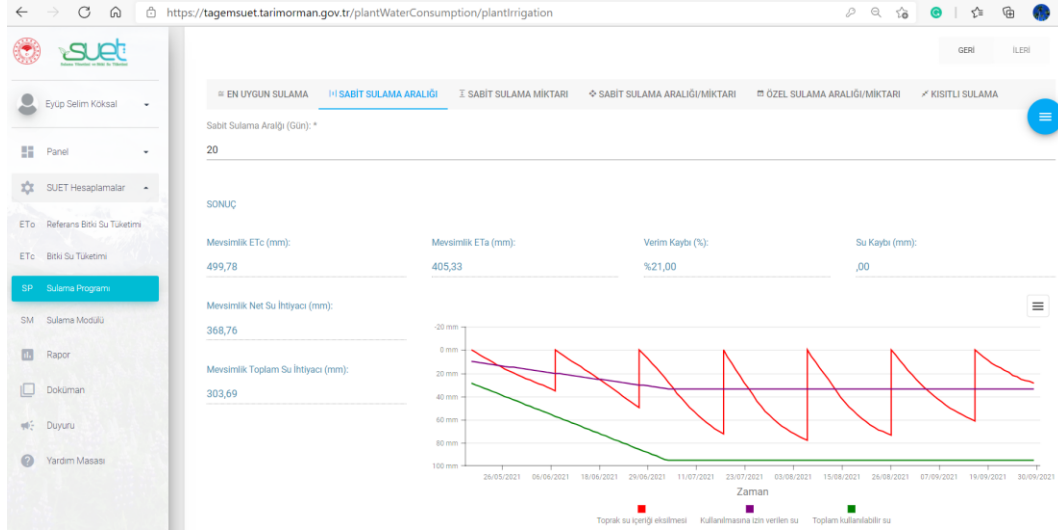 https://tagemsuet.tarimorman.gov.tr/plantWaterConsumption/plantIrrigation
suet
GERİ İLERİ
Eyüp Selim Köksal
EN UYGUN SULAMA SABİT SULAMA ARALIĞI SABİT SULAMA MİKTARI SABİT SULAMA ARALIĞI/MİKTARI ÖZEL SULAMA ARALIĞI/MİKTARI KISITLI SULAMA
Sabit Sulama Aralğı (Gün): *
20
Panel
SUET Hesaplamalar
ETo Referans Bitki Su Tüketimi
ETc Bitki Su Tüketimi
SP Sulama Programı
SM Sulama Modülü
Rapor
Doküman
Duyuru
Yardım Masası
SONUÇ
Mevsimlik ETc (mm): Mevsimlik ETa (mm): Verim Kaybı (%): Su Kaybı (mm):
499,78 405,33 %21,00 ,00
Mevsimlik Net Su İhtiyacı (mm):
368,76
Mevsimlik Toplam Su İhtiyacı (mm):
303,69
-20 mm
0 mm
20 mm
40 mm
60 mm
80 mm
100 mm
26/05/2021 06/06/2021 18/06/2021 29/06/2021 11/07/2021 23/07/2021 03/08/2021 15/08/2021 26/08/2021 07/09/2021 19/09/2021 30/09/2021
Zaman
Toprak su içeriği eksilmesi Kullanılmasına izin verilen su Toplam kullanılabilir su